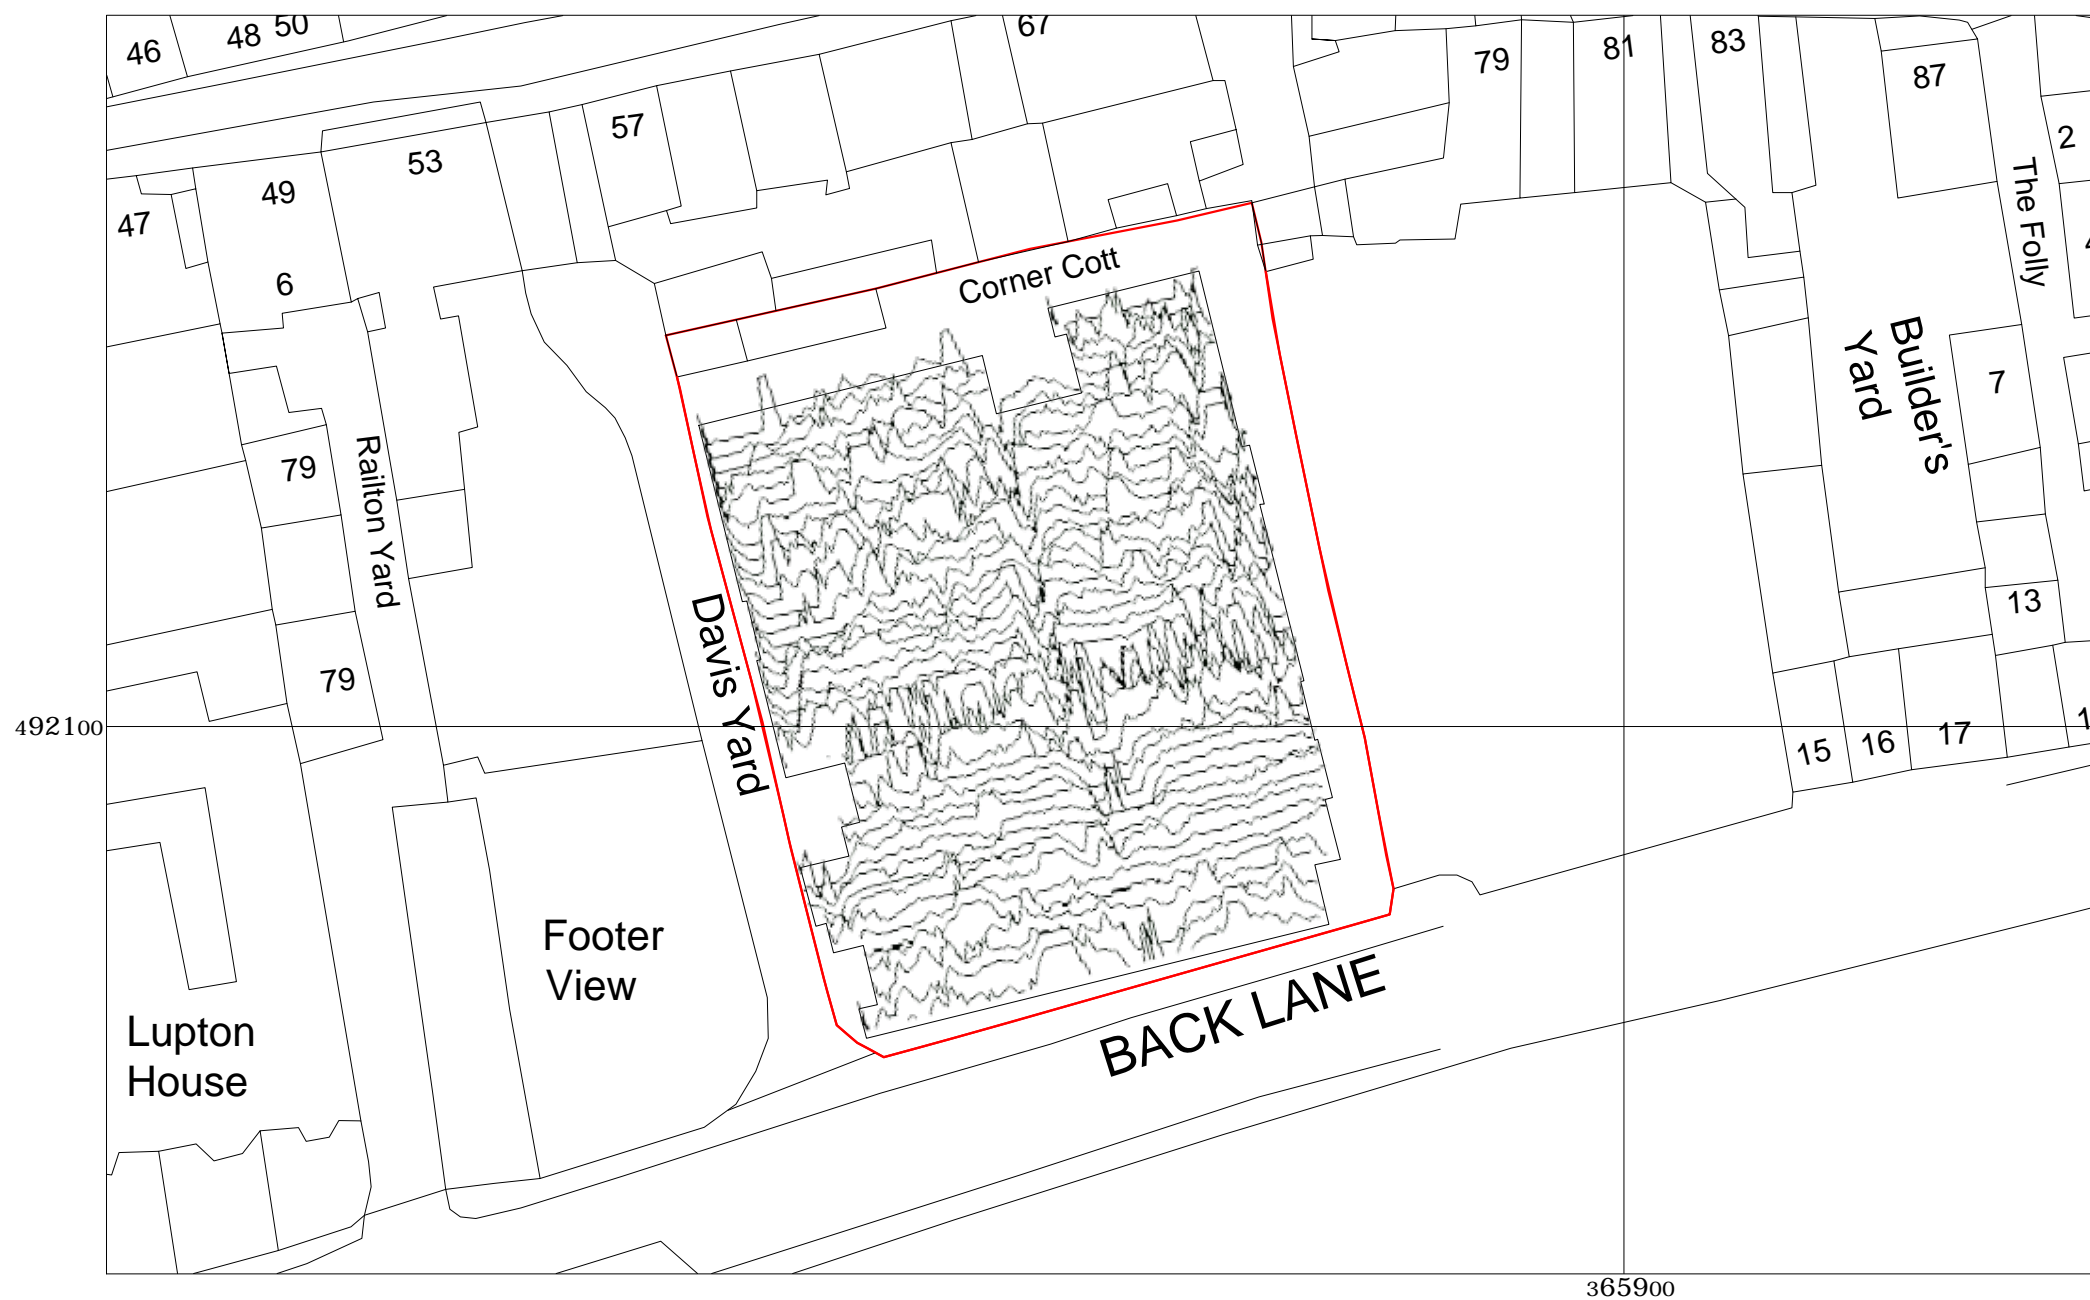 46
48
50
67
79
81
83
87
57
53
49
47
6
2
The Folly
Corner Cott
Builder's
Yard
7
79
Railton Yard
13
Davis Yard
79
492100
15
16
17
Footer
View
BACK LANE
Lupton
House
365900